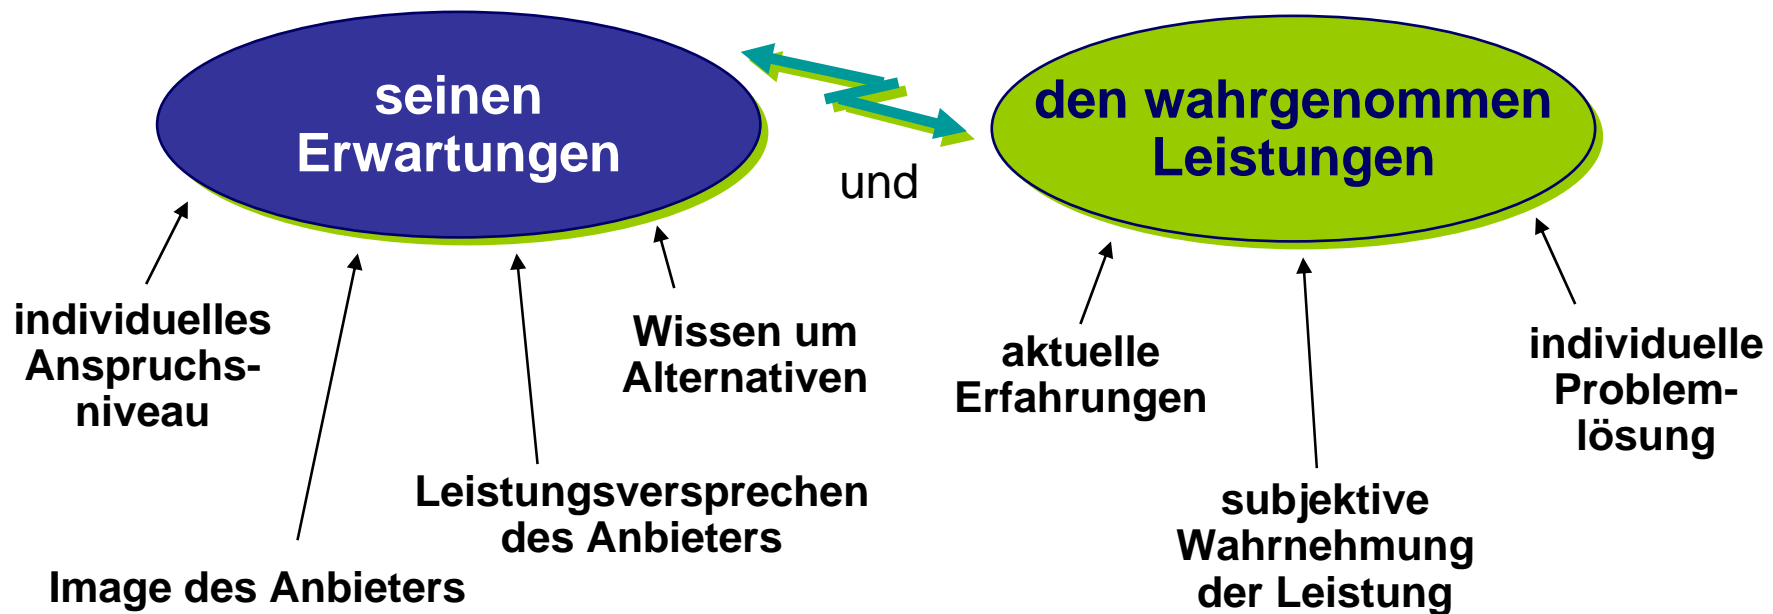 seinen
Erwartungen
und
den wahrgenommen
Leistungen
individuelles
Anspruchs-
niveau
Image des Anbieters
Leistungsversprechen
des Anbieters
Wissen um
Alternativen
aktuelle
Erfahrungen
subjektive
Wahrnehmung
der Leistung
individuelle
Problem-
lösung